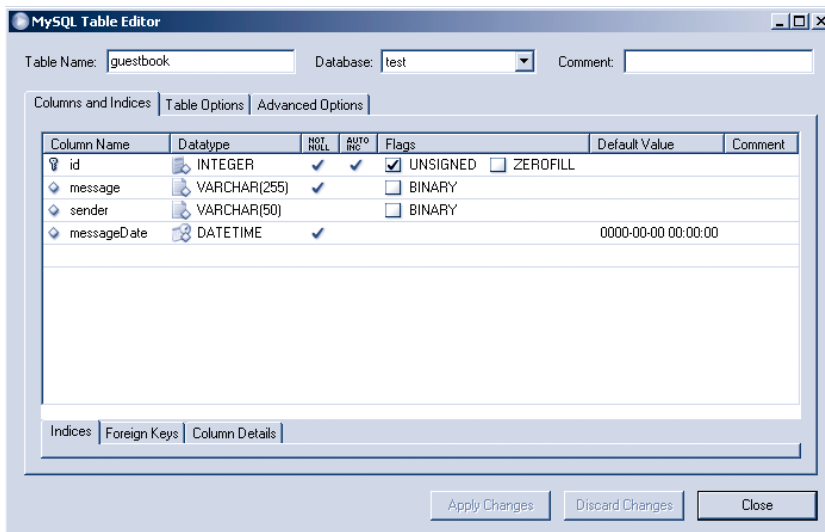 MySQL Table Editor
Table Name: guestbook Database: test Comment:
Columns and Indices Table Options Advanced Options
Column Name Datatype NOT NULL AUTO INC Flags Default Value Comment
id INTEGER UNSIGNED ZEROFILL
message VARCHAR(255) BINARY
sender VARCHAR(50) BINARY
messageDate DATETIME 0000-00-00 00:00:00
Indices Foreign Keys Column Details
Apply Changes Discard Changes Close